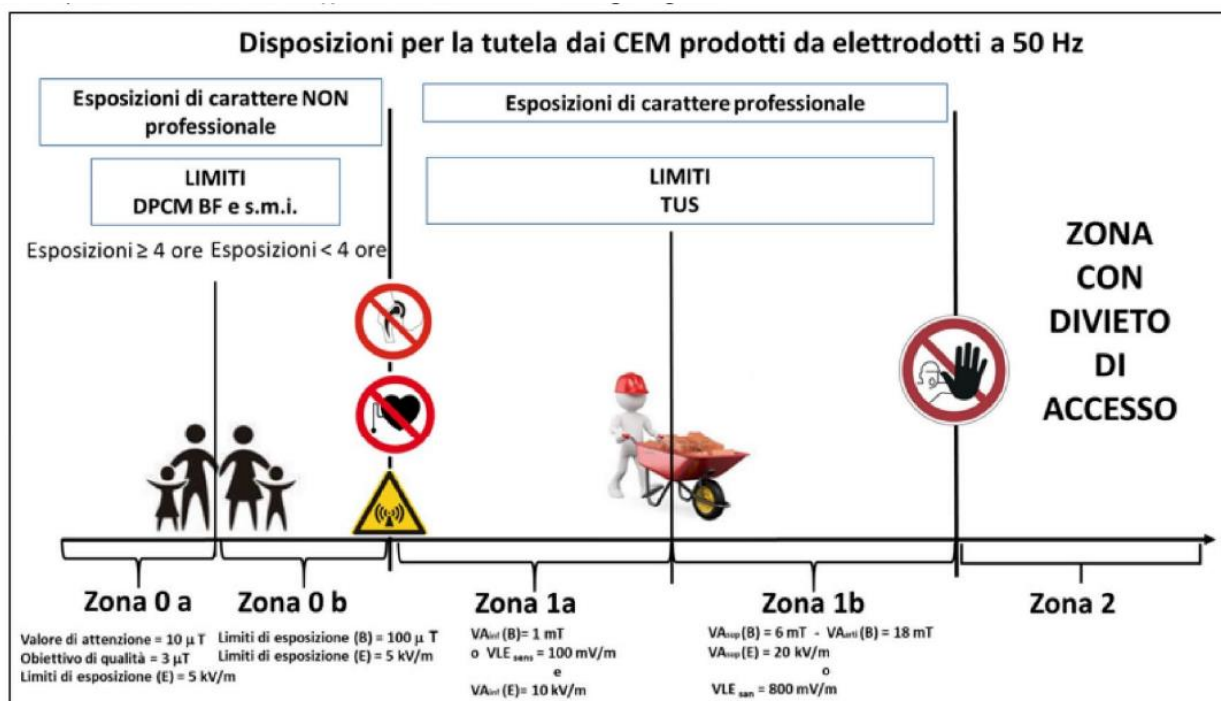 Disposizioni per la tutela dai CEM prodotti da elettrodotti a 50 Hz
Esposizioni di carattere NON
professionale
Esposizioni di carattere professionale
LIMITI
DPCM BF e s.m.i.
LIMITI
TUS
Esposizioni ≥ 4 ore Esposizioni < 4 ore
ZONA
CON
DIVIETO
DI
ACCESSO
Zona 0 a
Zona 0 b
Zona 1a
Zona 1b
Zona 2
Valore di attenzione = 10 μ T
Obiettivo di qualità = 3 μT
Limiti di esposizione (E) = 5 kV/m
Limiti di esposizione (B) = 100 μ T
Limiti di esposizione (E) = 5 kV/m
VAinf (B)= 1 mT
o VLE sens = 100 mV/m
e
VAinf (E)= 10 kV/m
VAsup (B) = 6 mT - VAarti (B) = 18 mT
VAsup (E) = 20 kV/m
o
VLE san = 800 mV/m